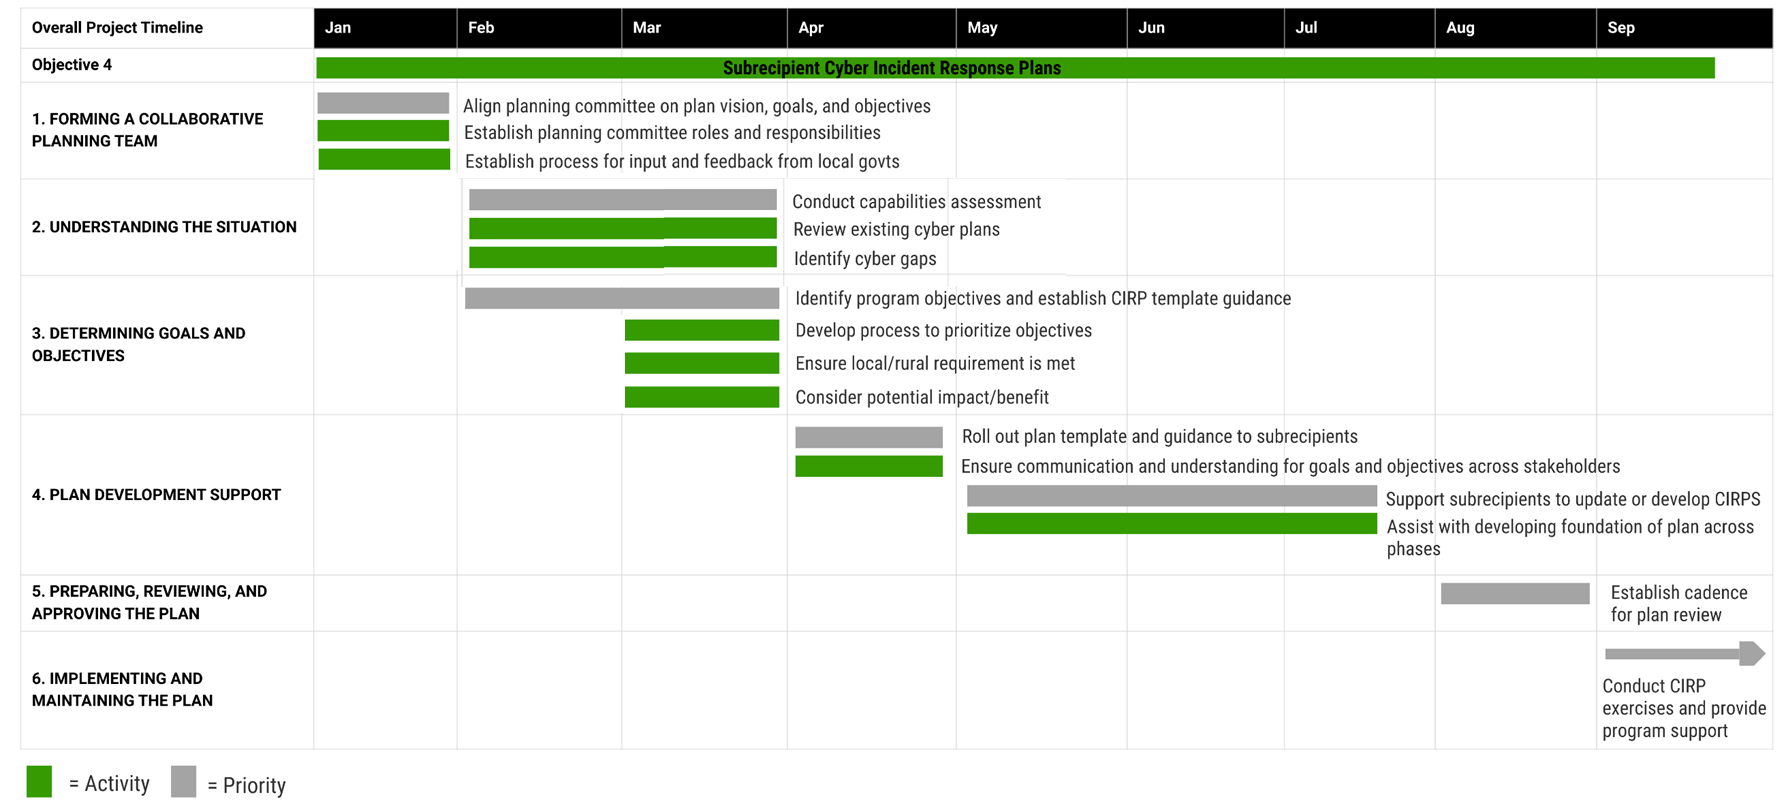 Overall Project Timeline Jan Feb Mar Apr May Jun Jul Aug Sep
Objective 4 Subrecipient Cyber Incident Response Plans
1. FORMING A COLLABORATIVE
PLANNING TEAM
Align planning committee on plan vision, goals, and objectives
Establish planning committee roles and responsibilities
Establish process for input and feedback from local govts
2. UNDERSTANDING THE SITUATION
Conduct capabilities assessment
Review existing cyber plans
Identify cyber gaps
3. DETERMINING GOALS AND
OBJECTIVES
Identify program objectives and establish CIRP template guidance
Develop process to prioritize objectives
Ensure local/rural requirement is met
Consider potential impact/benefit
4. PLAN DEVELOPMENT SUPPORT
Roll out plan template and guidance to subrecipients
Ensure communication and understanding for goals and objectives across stakeholders
Support subrecipients to update or develop CIRPS
Assist with developing foundation of plan across
phases
5. PREPARING, REVIEWING, AND
APPROVING THE PLAN
Establish cadence
for plan review
6. IMPLEMENTING AND
MAINTAINING THE PLAN
Conduct CIRP
exercises and provide
program support
= Activity = Priority